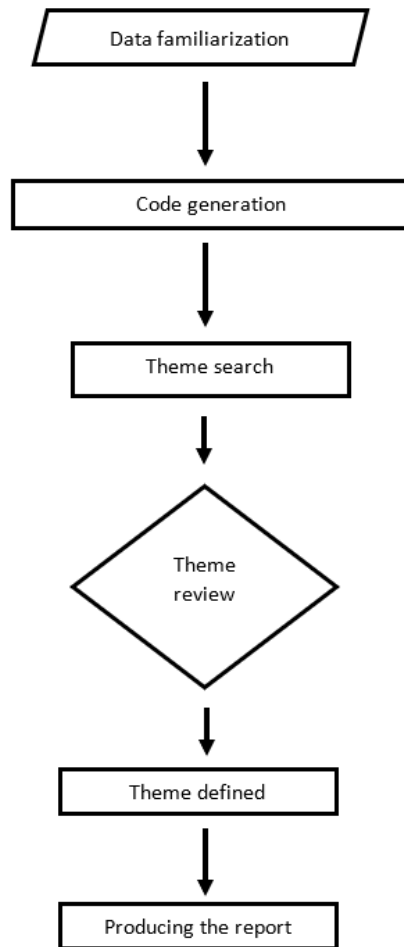 Data familiarization
Code generation
Theme search
Theme
review
Theme defined
Producing the report